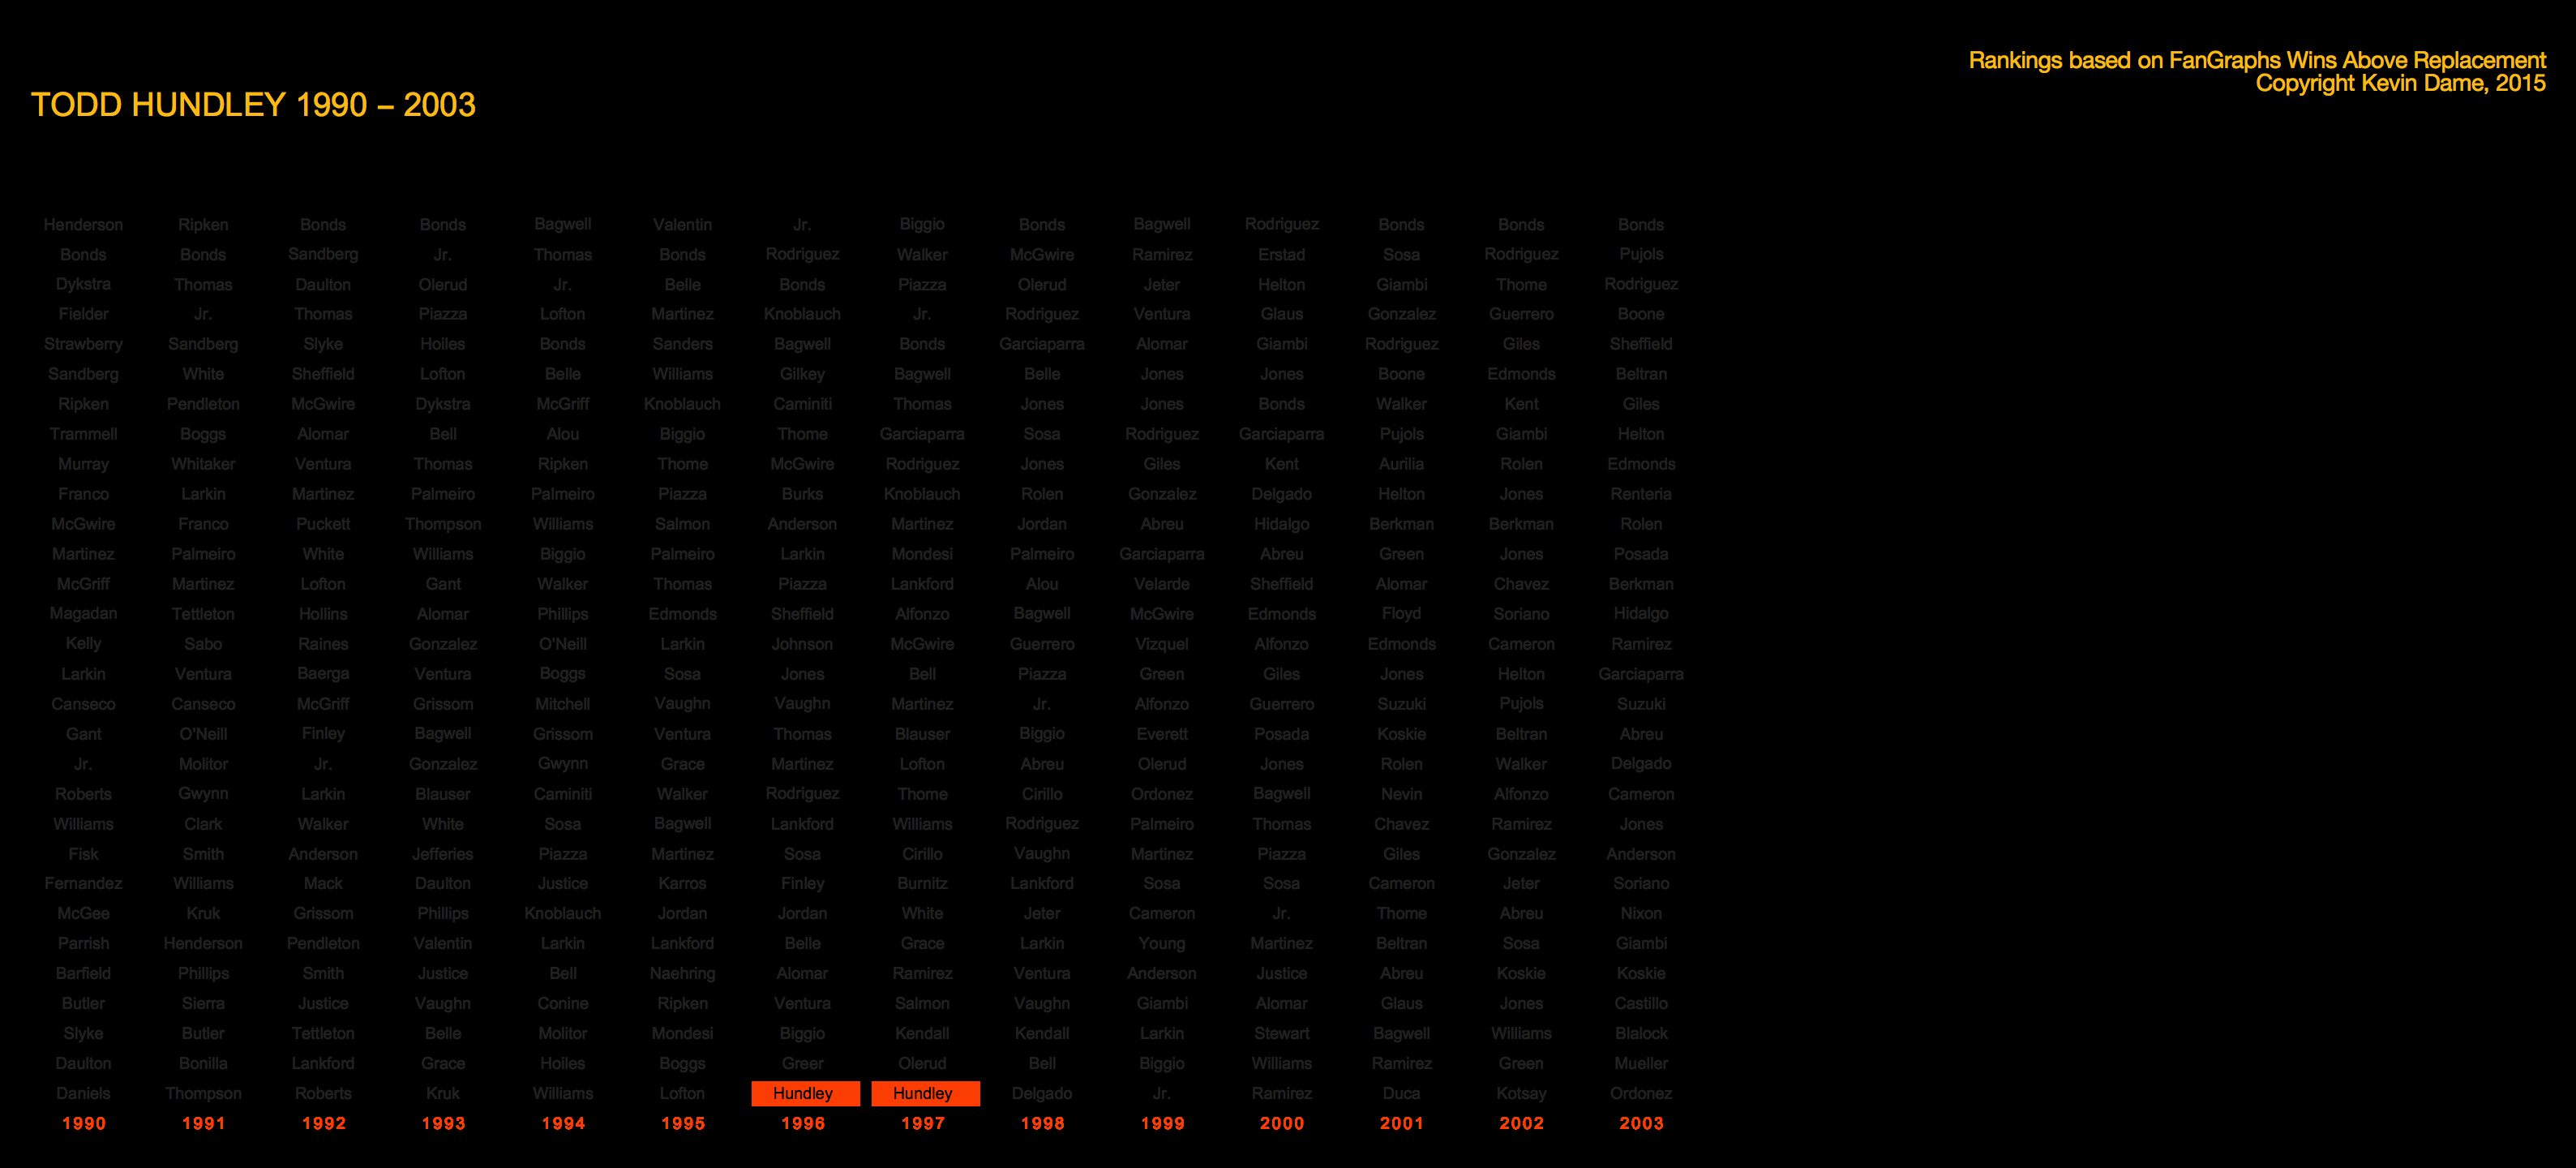 Rankings based on FanGraphs Wins Above Replacement
Copyright Kevin Dame, 2015
TODD HUNDLEY 1990 – 2003
Henderson Ripken Bonds Bonds Bagwell Valentin Jr. Biggio Bonds Bagwell Rodriguez Bonds Bonds Bonds
Bonds Bonds Sandberg Jr. Thomas Bonds Rodriguez Walker McGwire Ramirez Erstad Sosa Rodriguez Pujols
Dykstra Thomas Daulton Olerud Jr. Belle Bonds Piazza Olerud Jeter Helton Giambi Thome Rodriguez
Fielder Jr. Thomas Piazza Lofton Martinez Knoblauch Jr. Rodriguez Ventura Glaus Gonzalez Guerrero Boone
Strawberry Sandberg Slyke Hoiles Bonds Sanders Bagwell Bonds Garciaparra Alomar Giambi Rodriguez Giles Sheffield
Sandberg White Sheffield Lofton Belle Williams Gilkey Bagwell Belle Jones Jones Boone Edmonds Beltran
Ripken Pendleton McGwire Dykstra McGriff Knoblauch Caminiti Thomas Jones Jones Bonds Walker Kent Giles
Trammell Boggs Alomar Bell Alou Biggio Thome Garciaparra Sosa Rodriguez Garciaparra Pujols Giambi Helton
Murray Whitaker Ventura Thomas Ripken Thome McGwire Rodriguez Jones Giles Kent Aurilia Rolen Edmonds
Franco Larkin Martinez Palmeiro Palmeiro Piazza Burks Knoblauch Rolen Gonzalez Delgado Helton Jones Renteria
McGwire Franco Puckett Thompson Williams Salmon Anderson Martinez Jordan Abreu Hidalgo Berkman Berkman Rolen
Martinez Palmeiro White Williams Biggio Palmeiro Larkin Mondesi Palmeiro Garciaparra Abreu Green Jones Posada
McGriff Martinez Lofton Gant Walker Thomas Piazza Lankford Alou Velarde Sheffield Alomar Chavez Berkman
Magadan Tettleton Hollins Alomar Phillips Edmonds Sheffield Alfonzo Bagwell McGwire Edmonds Floyd Soriano Hidalgo
Kelly Sabo Raines Gonzalez O'Neill Larkin Johnson McGwire Guerrero Vizquel Alfonzo Edmonds Cameron Ramirez
Larkin Ventura Baerga Ventura Boggs Sosa Jones Bell Piazza Green Giles Jones Helton Garciaparra
Canseco Canseco McGriff Grissom Mitchell Vaughn Vaughn Martinez Jr. Alfonzo Guerrero Suzuki Pujols Suzuki
Gant O'Neill Finley Bagwell Grissom Ventura Thomas Blauser Biggio Everett Posada Koskie Beltran Abreu
Jr. Molitor Jr. Gonzalez Gwynn Grace Martinez Lofton Abreu Olerud Jones Rolen Walker Delgado
Roberts Gwynn Larkin Blauser Caminiti Walker Rodriguez Thome Cirillo Ordonez Bagwell Nevin Alfonzo Cameron
Williams Clark Walker White Sosa Bagwell Lankford Williams Rodriguez Palmeiro Thomas Chavez Ramirez Jones
Fisk Smith Anderson Jefferies Piazza Martinez Sosa Cirillo Vaughn Martinez Piazza Giles Gonzalez Anderson
Fernandez Williams Mack Daulton Justice Karros Finley Burnitz Lankford Sosa Sosa Cameron Jeter Soriano
McGee Kruk Grissom Phillips Knoblauch Jordan Jordan White Jeter Cameron Jr. Thome Abreu Nixon
Parrish Henderson Pendleton Valentin Larkin Lankford Belle Grace Larkin Young Martinez Beltran Sosa Giambi
Barfield Phillips Smith Justice Bell Naehring Alomar Ramirez Ventura Anderson Justice Abreu Koskie Koskie
Butler Sierra Justice Vaughn Conine Ripken Ventura Salmon Vaughn Giambi Alomar Glaus Jones Castillo
Slyke Butler Tettleton Belle Molitor Mondesi Biggio Kendall Kendall Larkin Stewart Bagwell Williams Blalock
Daulton Bonilla Lankford Grace Hoiles Boggs Greer Olerud Bell Biggio Williams Ramirez Green Mueller
Daniels Thompson Roberts Kruk Williams Lofton Hundley Hundley Delgado Jr. Ramirez Duca Kotsay Ordonez
1990 1991 1992 1993 1994 1995 1996 1997 1998 1999 2000 2001 2002 2003